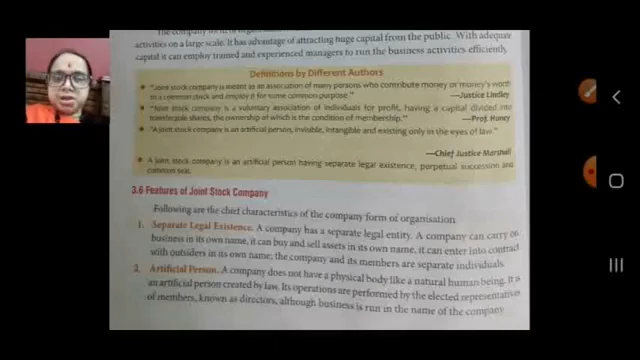 The company form of
activities on a large scale. It has advantage of attracting huge capital from the public. With adequate
capital it can employ trained and experienced managers to run the business activities efficiently.
Definitions by Different Authors
"Joint stock company is meant to an association of many persons who contribute money or money's worth
to a common stock and employ it for some common purpose." —Justice Lindley
"Joint stock company is a voluntary association of individuals for profit, having a capital divided into
transferable shares, the ownership of which is the condition of membership." —Prof. Haney
"A joint stock company is an artificial person, invisible, intangible and existing only in the eyes of law."
—Chief Justice Marshall
A joint stock company is an artificial person having separate legal existence, perpetual succession and
common seal.
3.6 Features of Joint Stock Company
Following are the chief characteristics of the company form of organisation.
1. Separate Legal Existence. A company has a separate legal entity. A company can carry on
business in its own name, it can buy and sell assets in its own name, it can enter into contract
with outsiders in its own name; the company and its members are separate individuals.
2. Artificial Person. A company does not have a physical body like a natural human being. It is
an artificial person created by law. Its operations are performed by the elected representatives
of members, known as directors, although business is run in the name of the company